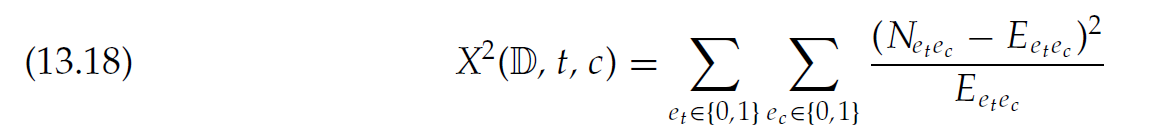 (13.18) X²(𝔻, t, c) = ∑_{e_t∈{0,1}} ∑_{e_c∈{0,1}} (N_{e_t e_c} − E_{e_t e_c})² / E_{e_t e_c}